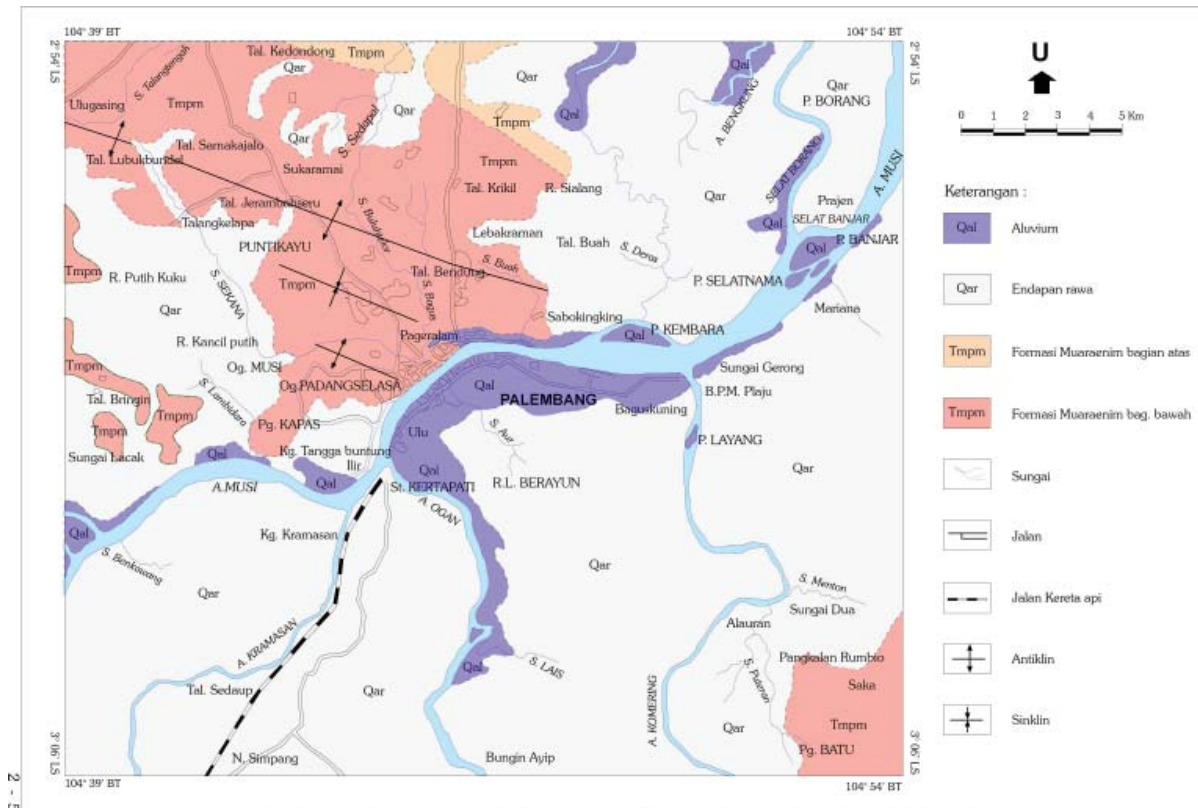 104° 39' BT
104° 54' BT
2° 54' LS
2° 54' LS
Tal. Kedondong
Tmpm
Qar
Qal
Qal
Qar
P. BORANG
S. Talangtengah
Ulugasing
Tmpm
Qar
Qar
S. Sedapal
Tmpm
A. BENGKUNG
SELAT BORANG
A. MUSI
Tal. Lubukbundal
Tal. Samakajalo
Sukaramai
Tmpm
Tal. Krikil
R. Sialang
Qar
Prajen
Tal. Jerambahseru
Talangkelapa
Lebakraman
Tal. Buah
Qal
SELAT BANJAR
Qal
P. BANJAR
PUNTIKAYU
S. Deras
Tmpm
R. Putih Kuku
S. SEKANA
Tmpm
Tal. Bendung
S. Buah
S. Bagus
P. SELATNAMA
Mariana
Qar
Sabokingking
Pageralam
Qal
P. KEMBARA
R. Kancil putih
Og. MUSI
Tmpm
Og. PADANGSELASA
Qal
PALEMBANG
Sungai Gerong
B.P.M. Plaju
Baguskuning
Tal. Bringin
S. Lambidara
Tmpm
Tmpm
Pg. KAPAS
Ulu
S. Aur
P. LAYANG
Sungai Lacak
Qal
Kg. Tangga buntung
Ilir
Qal
Qal
Qar
A.MUSI
St. KERTAPATI
R.L. BERAYUN
A. OGAN
Qal
Kg. Kramasan
S. Benkawang
Qar
Qar
S. Menton
Sungai Dua
Alauran
A. KRAMASAN
Qal
S. LAIS
Pangkalan Rumbio
Tal. Sedaup
Qar
Saka
A. KOMERING
Qar
Tmpm
N. Simpang
Bungin Ayip
Pg. BATU
3° 06' LS
3° 06' LS
104° 39' BT
104° 54' BT
U
0 1 2 3 4 5 Km
Keterangan :
Qal Aluvium
Qar Endapan rawa
Tmpm Formasi Muaraenim bagian atas
Tmpm Formasi Muaraenim bag. bawah
Sungai
Jalan
Jalan Kereta api
Antiklin
Sinklin